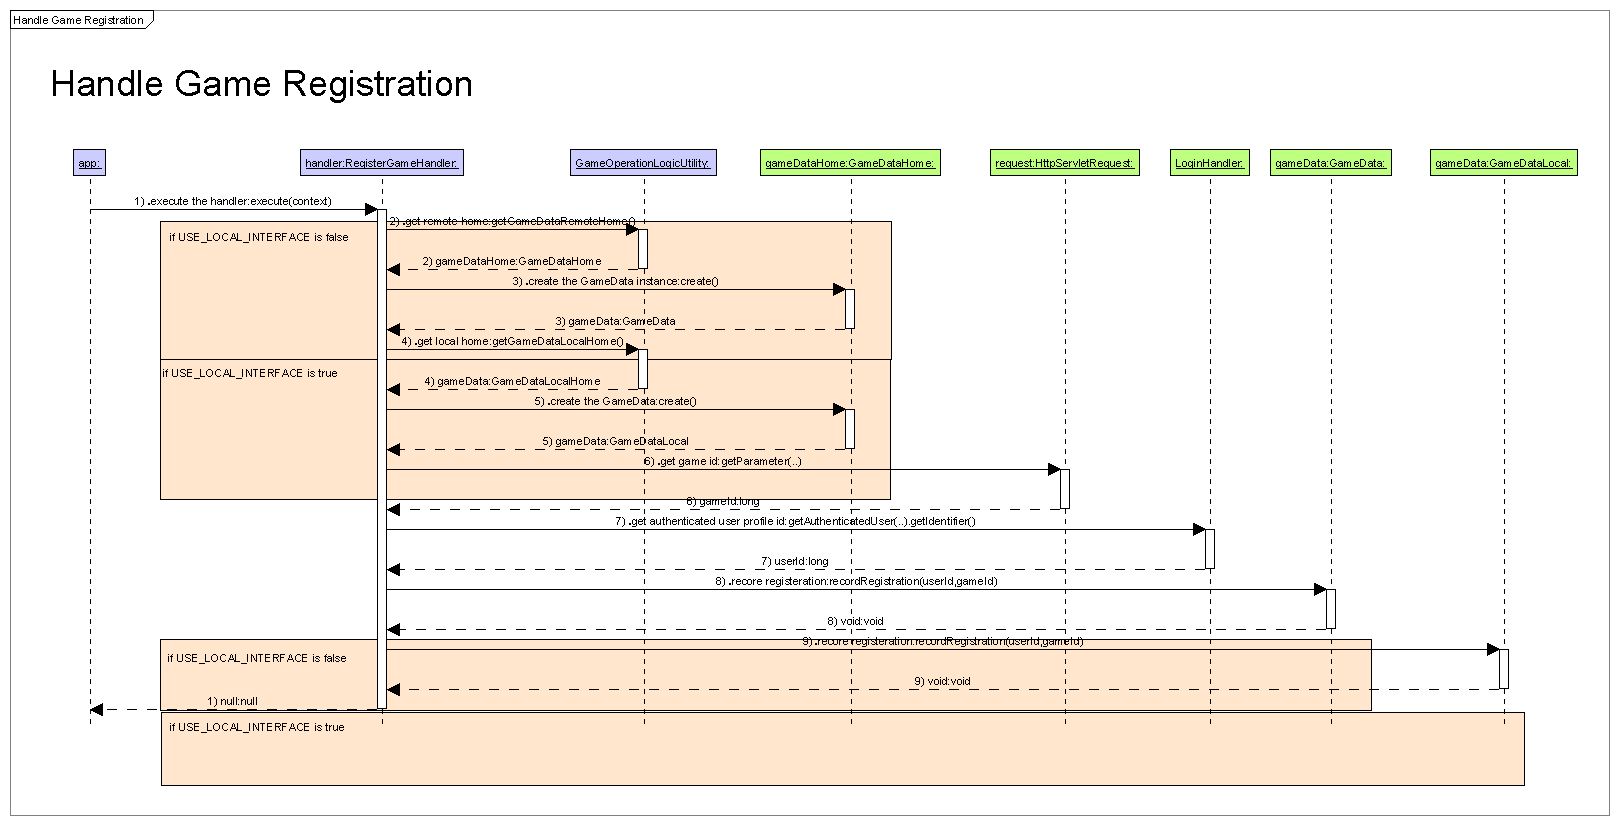 Handle Game Registration
Handle Game Registration
app:
handler:RegisterGameHandler:
GameOperationLogicUtility:
gameDataHome:GameDataHome:
request:HttpServletRequest:
LoginHandler:
gameData:GameData:
gameData:GameDataLocal:
1) .execute the handler:execute(context)
2) .get remote home:getGameDataRemoteHome()
if USE_LOCAL_INTERFACE is false
2) gameDataHome:GameDataHome
3) .create the GameData instance:create()
3) gameData:GameData
4) .get local home:getGameDataLocalHome()
if USE_LOCAL_INTERFACE is true
4) gameData:GameDataLocalHome
5) .create the GameData:create()
5) gameData:GameDataLocal
6) .get game id:getParameter(..)
6) gameId:long
7) .get authenticated user profile id:getAuthenticatedUser(..).getIdentifier()
7) userId:long
8) .recore registeration:recordRegistration(userId,gameId)
8) void:void
9) .recore registeration:recordRegistration(userId,gameId)
if USE_LOCAL_INTERFACE is false
9) void:void
1) null:null
if USE_LOCAL_INTERFACE is true